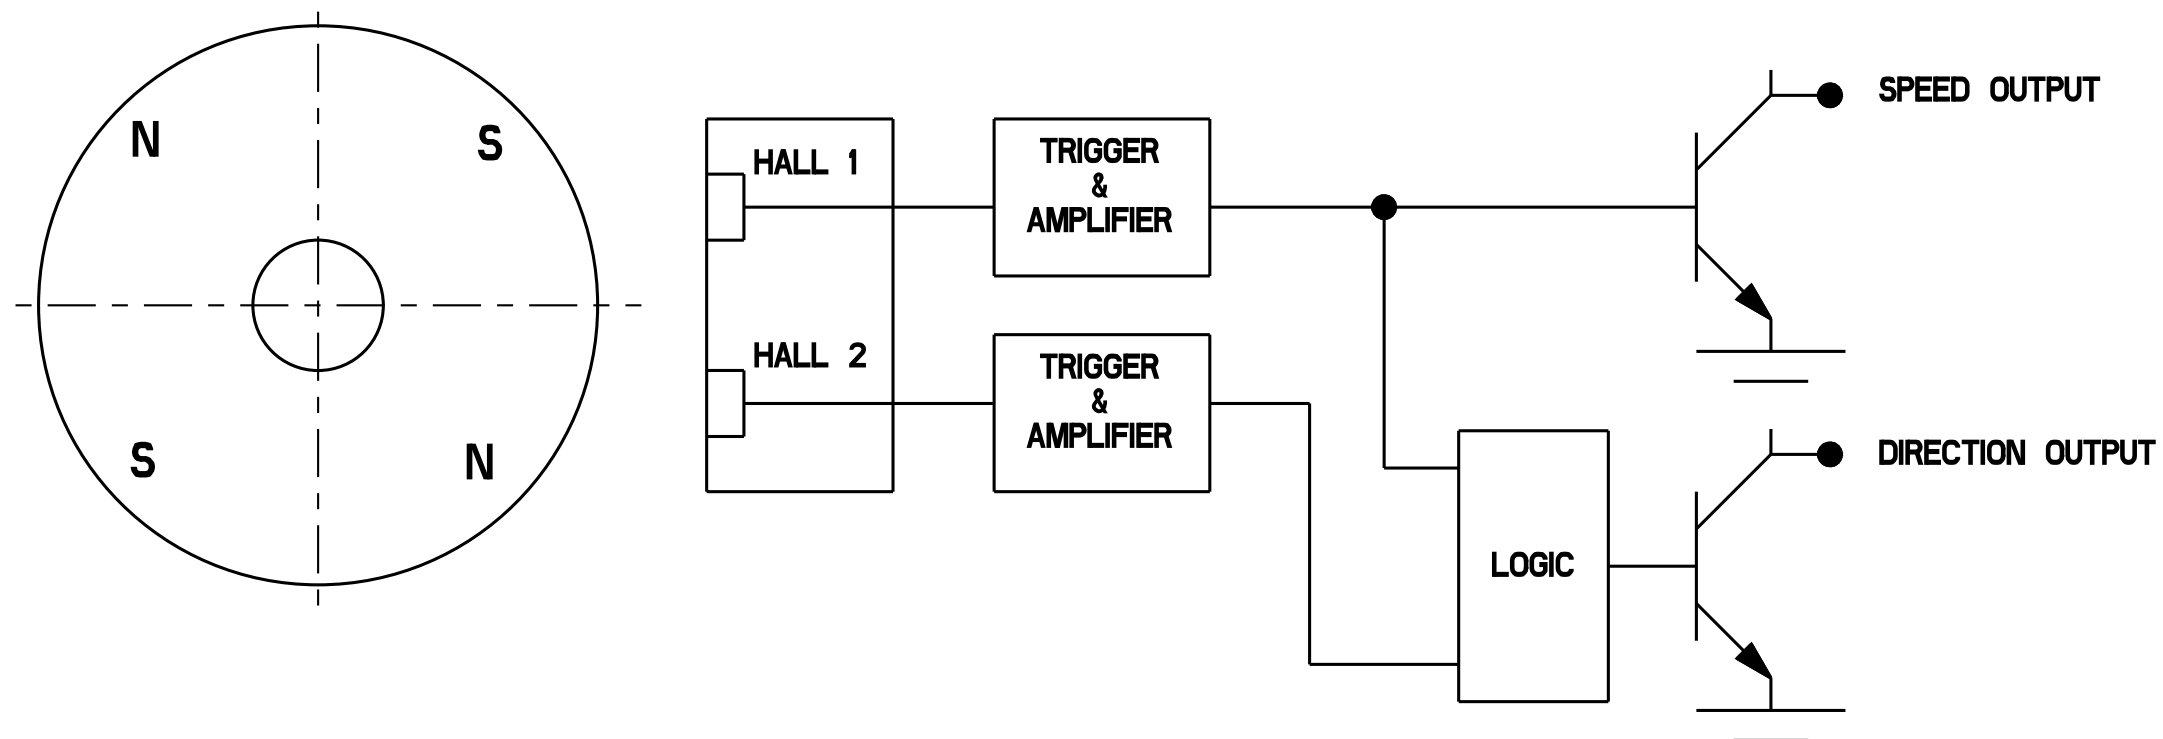 N
S
S
N
HALL 1
HALL 2
TRIGGER
&
AMPLIFIER
TRIGGER
&
AMPLIFIER
LOGIC
SPEED OUTPUT
DIRECTION OUTPUT